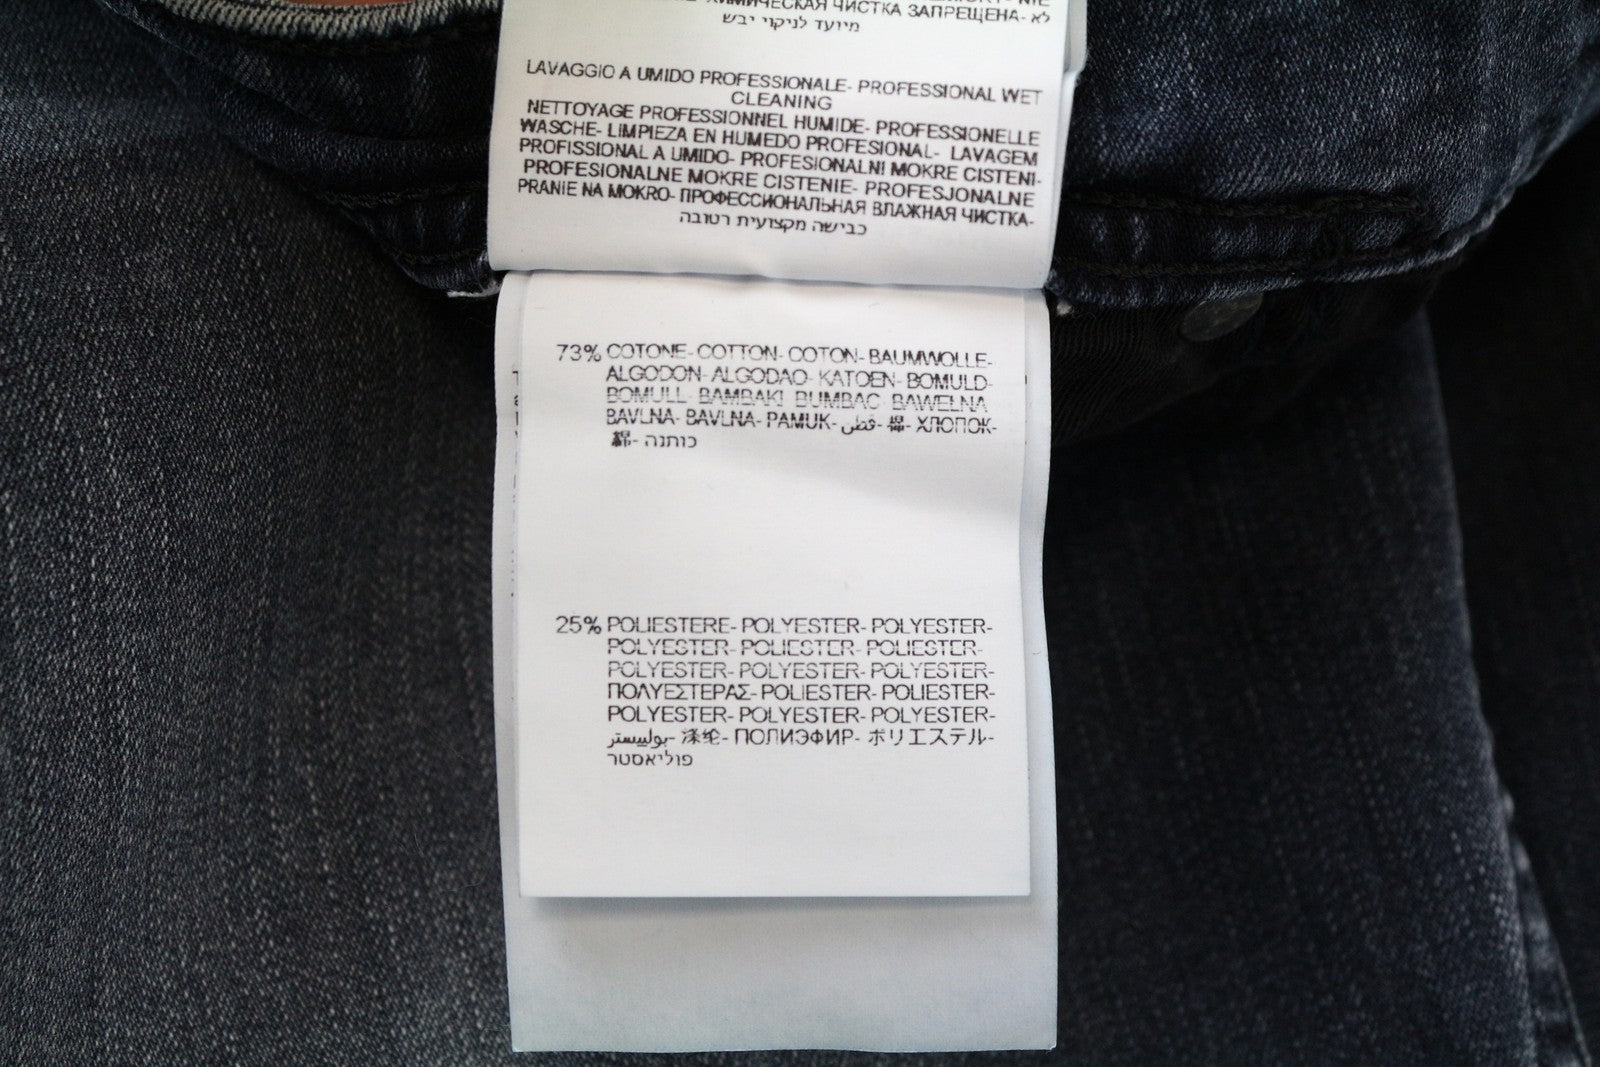 ХИМИЧЕСКАЯ ЧИСТКА ЗАПРЕЩЕНА- לא
מיועד לניקוי יבש
LAVAGGIO A UMIDO PROFESSIONALE- PROFESSIONAL WET
CLEANING
NETTOYAGE PROFESSIONNEL HUMIDE- PROFESSIONELLE
WASCHE- LIMPIEZA EN HUMEDO PROFESIONAL- LAVAGEM
PROFISSIONAL A UMIDO- PROFESIONALNI MOKRE CISTENI-
PROFESIONALNE MOKRE CISTENIE- PROFESJONALNE
PRANIE NA MOKRO- ПРОФЕССИОНАЛЬНАЯ ВЛАЖНАЯ ЧИСТКА-
כבישה מקצועית רטובה
73% COTONE- COTTON- COTON- BAUMWOLLE-
ALGODON- ALGODAO- KATOEN- BOMULD-
BOMULL- BAMBAKI- BUMBAC- BAWELNA
BAVLNA- BAVLNA- PAMUK- قطن- 棉- ХЛОПОК-
綿- כותנה
25% POLIESTERE- POLYESTER- POLYESTER-
POLYESTER- POLIESTER- POLIESTER-
POLYESTER- POLYESTER- POLYESTER-
ΠΟΛΥΕΣΤΕΡΑΣ- POLIESTER- POLIESTER-
POLYESTER- POLYESTER- POLYESTER-
بولييستر- 涤纶- ПОЛИЭФИР- ポリエステル-
פוליאסטר